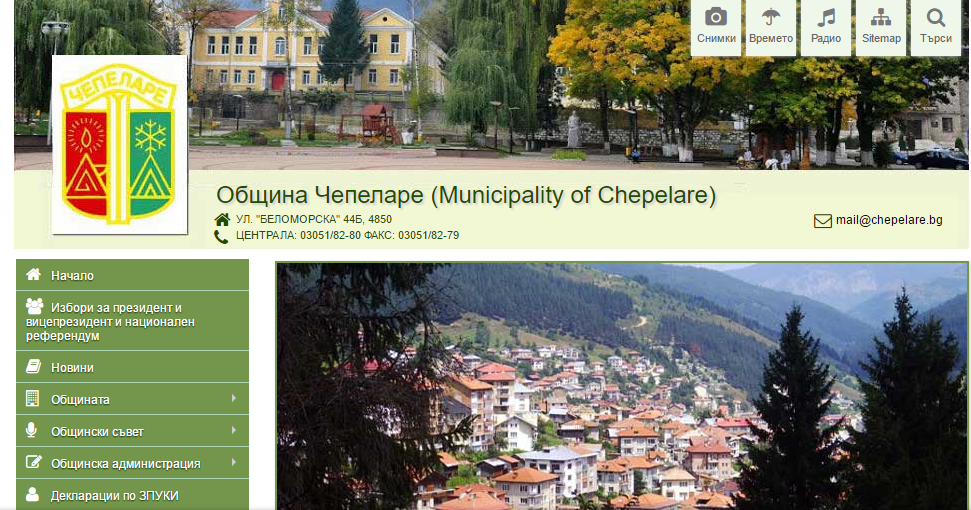 Снимки
Времето
Радио
Sitemap
Търси
ЧЕПЕЛАРЕ
Община Чепеларе (Municipality of Chepelare)
УЛ. "БЕЛОМОРСКА" 44Б, 4850
ЦЕНТРАЛА: 03051/82-80 ФАКС: 03051/82-79
mail@chepelare.bg
Начало
Избори за президент и
вицепрезидент и национален
референдум
Новини
Общината
Общински съвет
Общинска администрация
Декларации по ЗПУКИ